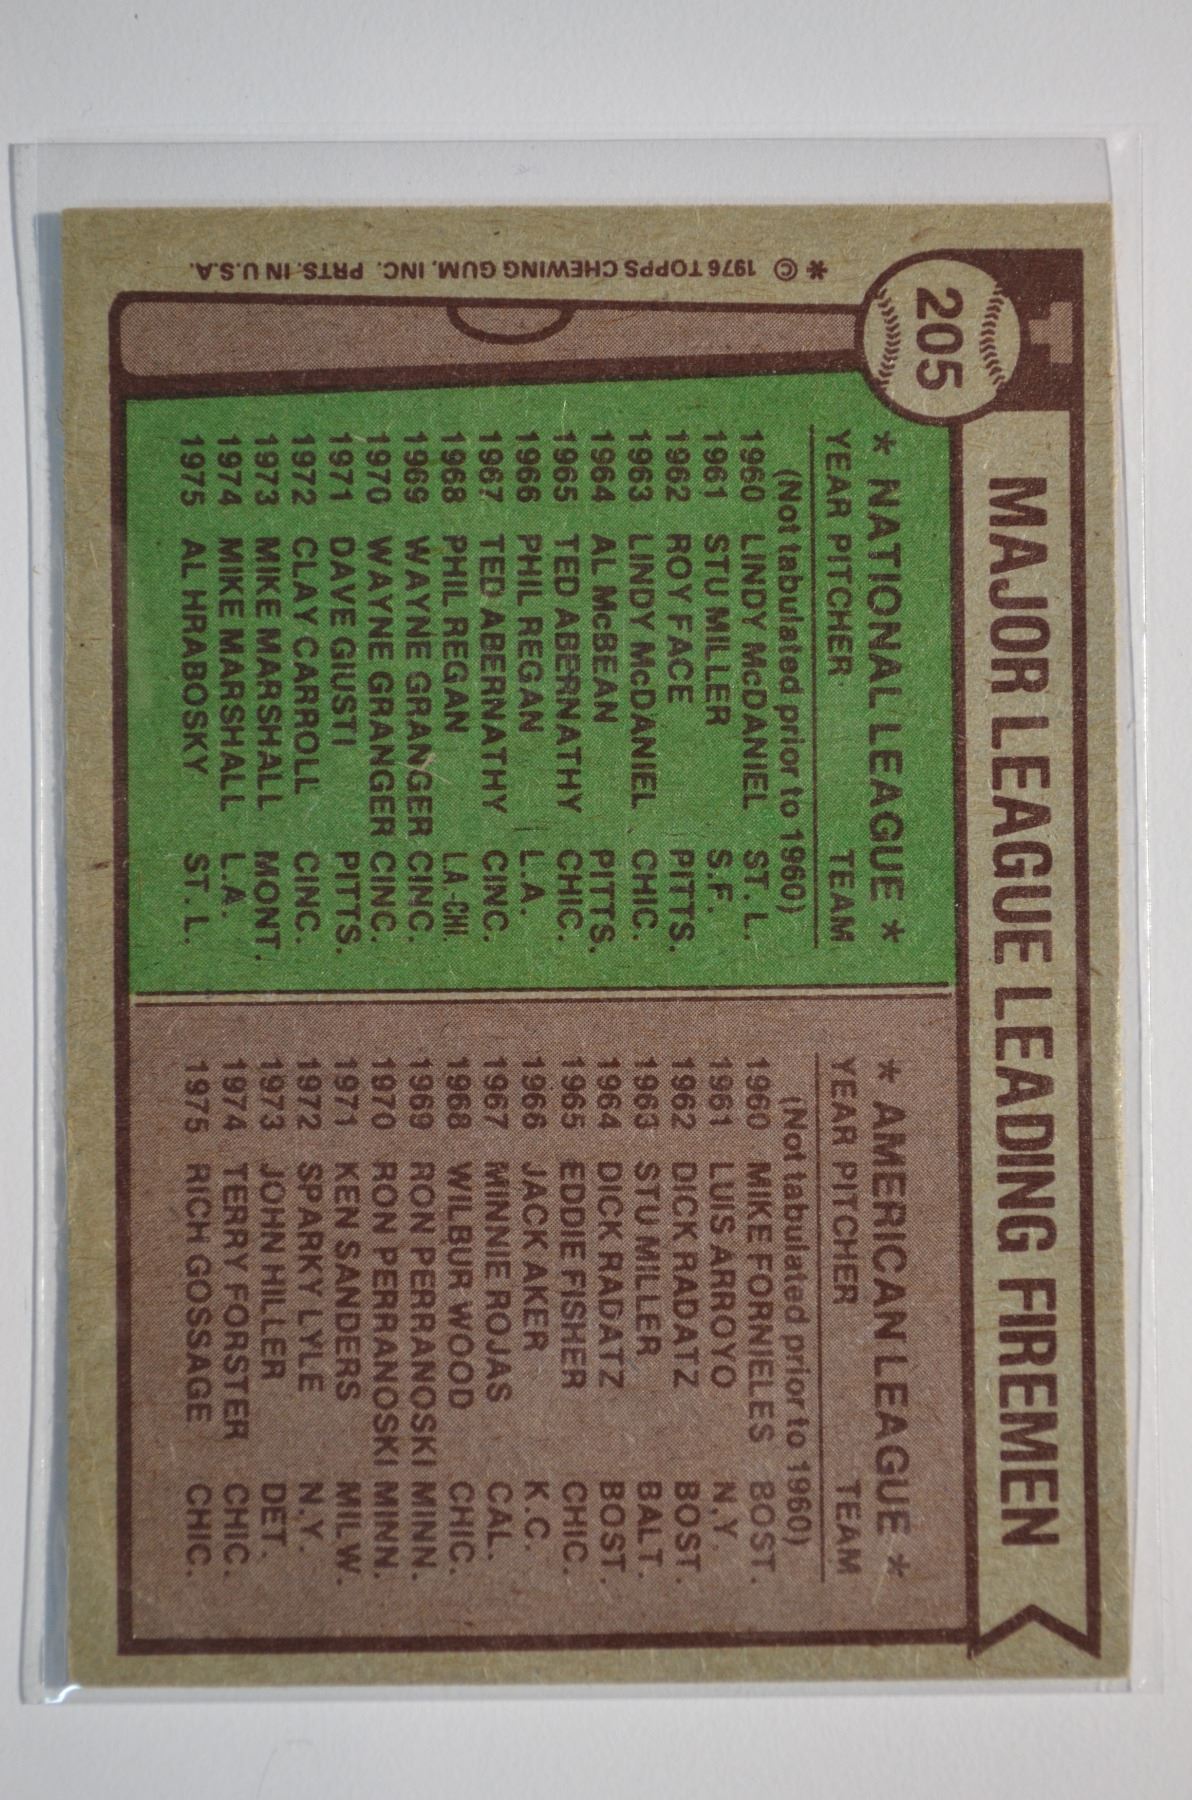 205
MAJOR LEAGUE LEADING FIREMEN
* NATIONAL LEAGUE *
YEAR PITCHER TEAM
(Not tabulated prior to 1960)
1960 LINDY McDANIEL ST. L.
1961 STU MILLER S.F.
1962 ROY FACE PITTS.
1963 LINDY McDANIEL CHIC.
1964 AL McBEAN PITTS.
1965 TED ABERNATHY CHIC.
1966 PHIL REGAN L.A.
1967 TED ABERNATHY CINC.
1968 PHIL REGAN LA.-CHI.
1969 WAYNE GRANGER CINC.
1970 WAYNE GRANGER CINC.
1971 DAVE GIUSTI PITTS.
1972 CLAY CARROLL CINC.
1973 MIKE MARSHALL MONT.
1974 MIKE MARSHALL L.A.
1975 AL HRABOSKY ST. L.
* AMERICAN LEAGUE *
YEAR PITCHER TEAM
(Not tabulated prior to 1960)
1960 MIKE FORNIELES BOST.
1961 LUIS ARROYO N.Y.
1962 DICK RADATZ BOST.
1963 STU MILLER BALT.
1964 DICK RADATZ BOST.
1965 EDDIE FISHER CHIC.
1966 JACK AKER K.C.
1967 MINNIE ROJAS CAL.
1968 WILBUR WOOD CHIC.
1969 RON PERRANOSKI MINN.
1970 RON PERRANOSKI MINN.
1971 KEN SANDERS MILW.
1972 SPARKY LYLE N.Y.
1973 JOHN HILLER DET.
1974 TERRY FORSTER CHIC.
1975 RICH GOSSAGE CHIC.
* © 1976 TOPPS CHEWING GUM, INC. PRTS. IN U.S.A.